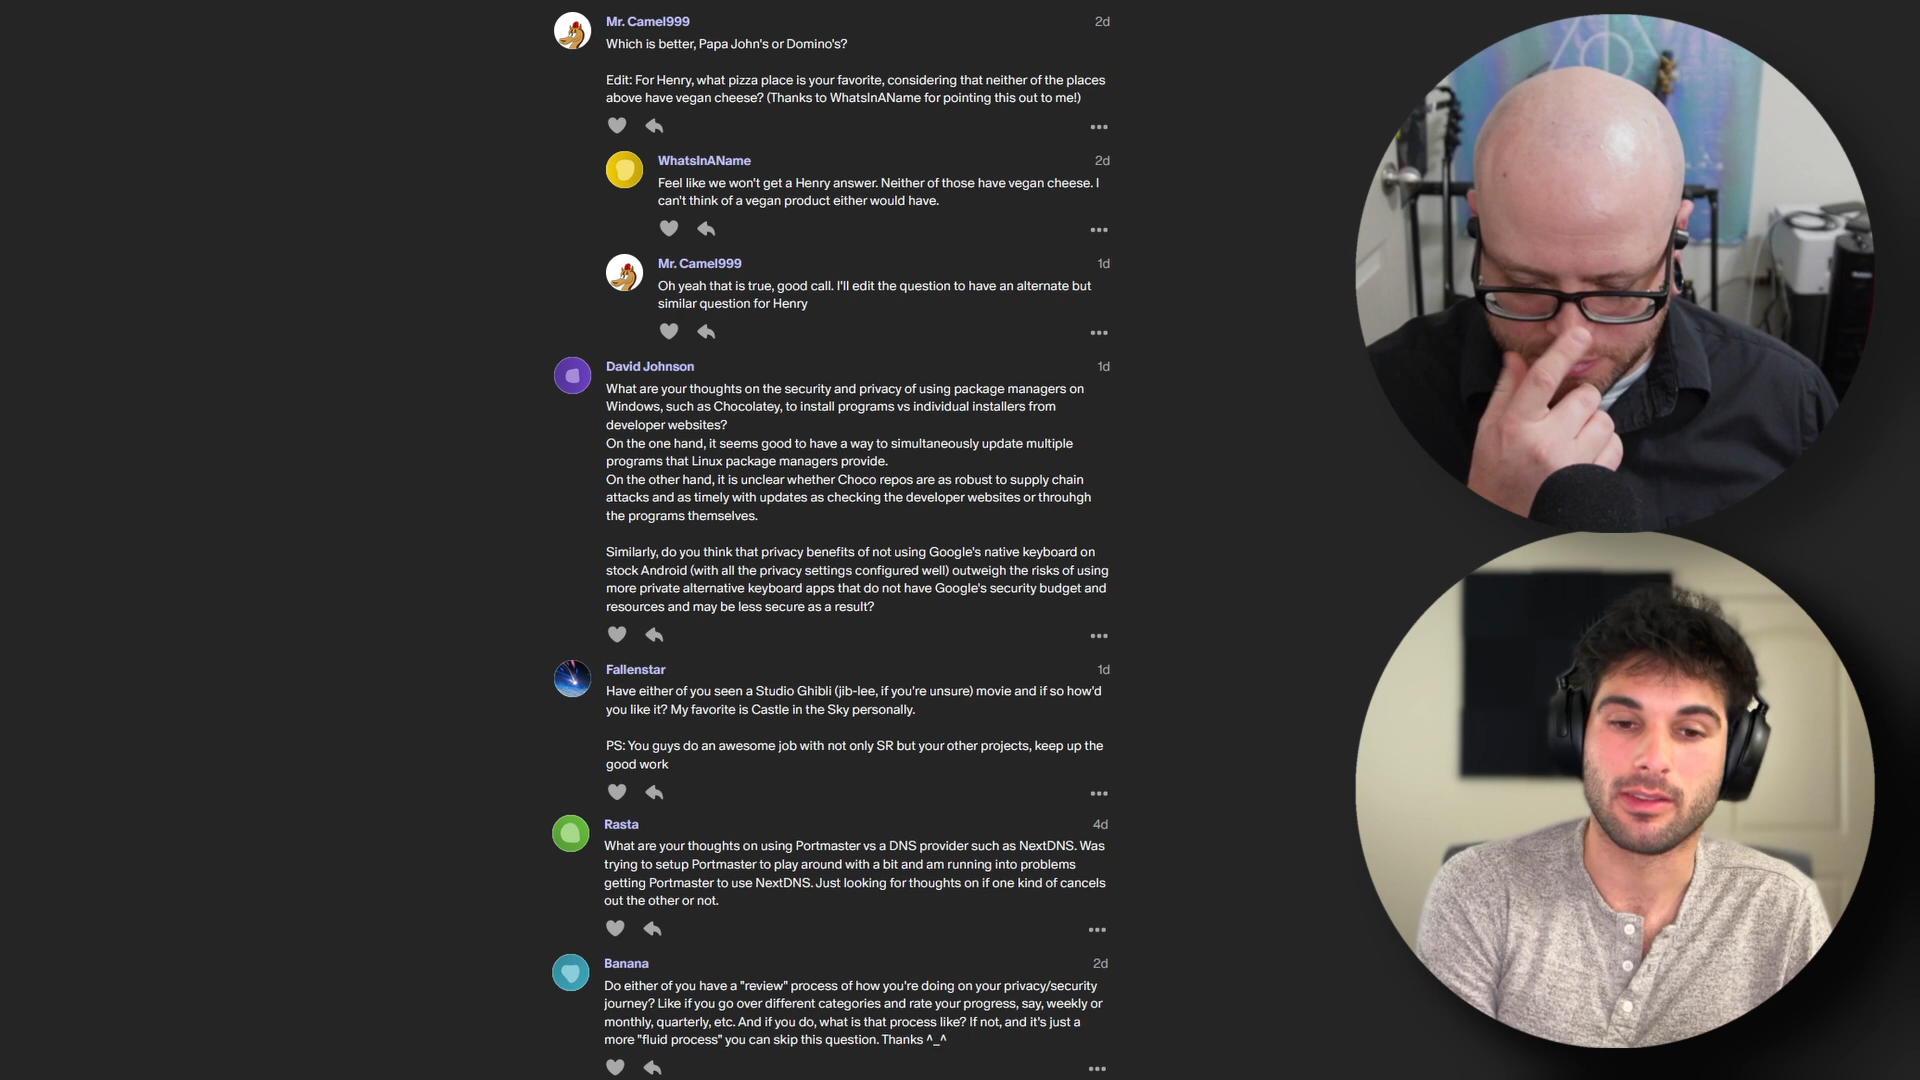 Mr. Camel999 2d
Which is better, Papa John's or Domino's?
Edit: For Henry, what pizza place is your favorite, considering that neither of the places
above have vegan cheese? (Thanks to WhatsInAName for pointing this out to me!)
WhatsInAName 2d
Feel like we won't get a Henry answer. Neither of those have vegan cheese. I
can't think of a vegan product either would have.
Mr. Camel999 1d
Oh yeah that is true, good call. I'll edit the question to have an alternate but
similar question for Henry
David Johnson 1d
What are your thoughts on the security and privacy of using package managers on
Windows, such as Chocolatey, to install programs vs individual installers from
developer websites?
On the one hand, it seems good to have a way to simultaneously update multiple
programs that Linux package managers provide.
On the other hand, it is unclear whether Choco repos are as robust to supply chain
attacks and as timely with updates as checking the developer websites or throuhgh
the programs themselves.
Similarly, do you think that privacy benefits of not using Google's native keyboard on
stock Android (with all the privacy settings configured well) outweigh the risks of using
more private alternative keyboard apps that do not have Google's security budget and
resources and may be less secure as a result?
Fallenstar 1d
Have either of you seen a Studio Ghibli (jib-lee, if you're unsure) movie and if so how'd
you like it? My favorite is Castle in the Sky personally.
PS: You guys do an awesome job with not only SR but your other projects, keep up the
good work
Rasta 4d
What are your thoughts on using Portmaster vs a DNS provider such as NextDNS. Was
trying to setup Portmaster to play around with a bit and am running into problems
getting Portmaster to use NextDNS. Just looking for thoughts on if one kind of cancels
out the other or not.
Banana 2d
Do either of you have a "review" process of how you're doing on your privacy/security
journey? Like if you go over different categories and rate your progress, say, weekly or
monthly, quarterly, etc. And if you do, what is that process like? If not, and it's just a
more "fluid process" you can skip this question. Thanks ^_^